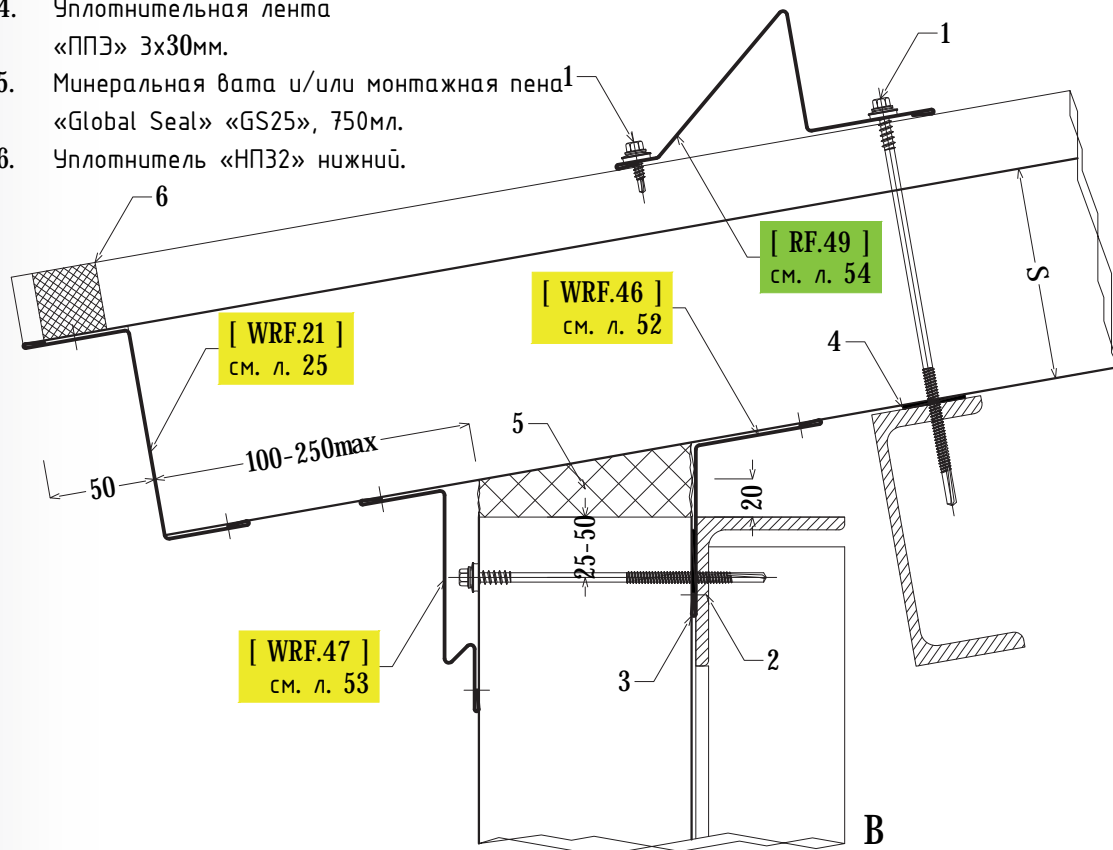 4. Уплотнительная лента
«ППЭ» 3х30мм.
5. Минеральная вата и/или монтажная пена
«Global Seal» «GS25», 750мл.
6. Уплотнитель «НП32» нижний.
1
1
6
[ RF.49 ]
см. л. 54
S
[ WRF.46 ]
см. л. 52
[ WRF.21 ]
см. л. 25
4
5
100-250max
50
20
25-50
[ WRF.47 ]
см. л. 53
3
2
B